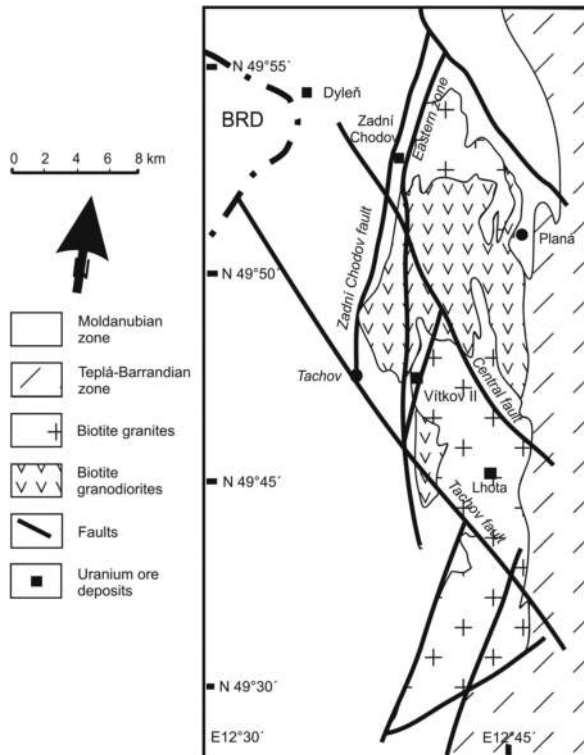 N 49°55´
Dyleň
BRD
Zadní
Chodov
Eastern zone
0 2 4 6 8 km
Planá
Zadní Chodov fault
N 49°50´
Moldanubian
zone
Teplá-Barrandian
zone
Biotite granites
Biotite
granodiorites
Faults
Uranium ore
deposits
Tachov
Vítkov II
Central fault
N 49°45´
Lhota
Tachov fault
N 49°30´
E12°30´
E12°45´